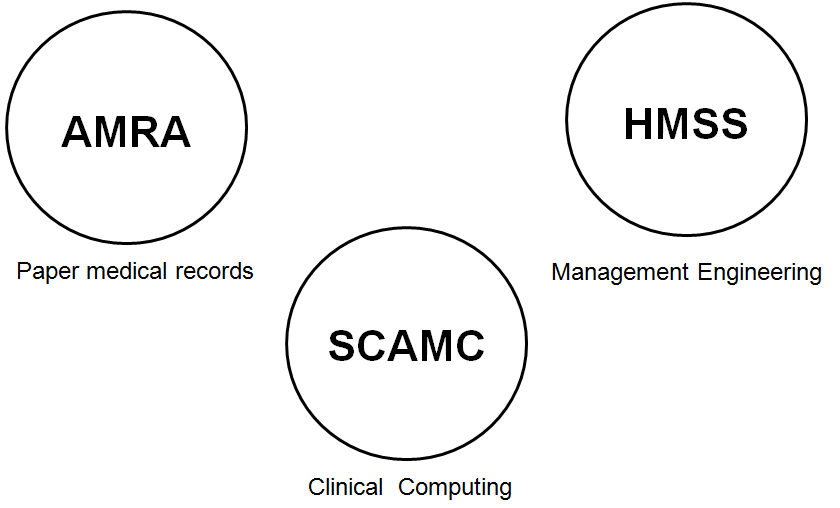 AMRA
Paper medical records
HMSS
Management Engineering
SCAMC
Clinical Computing